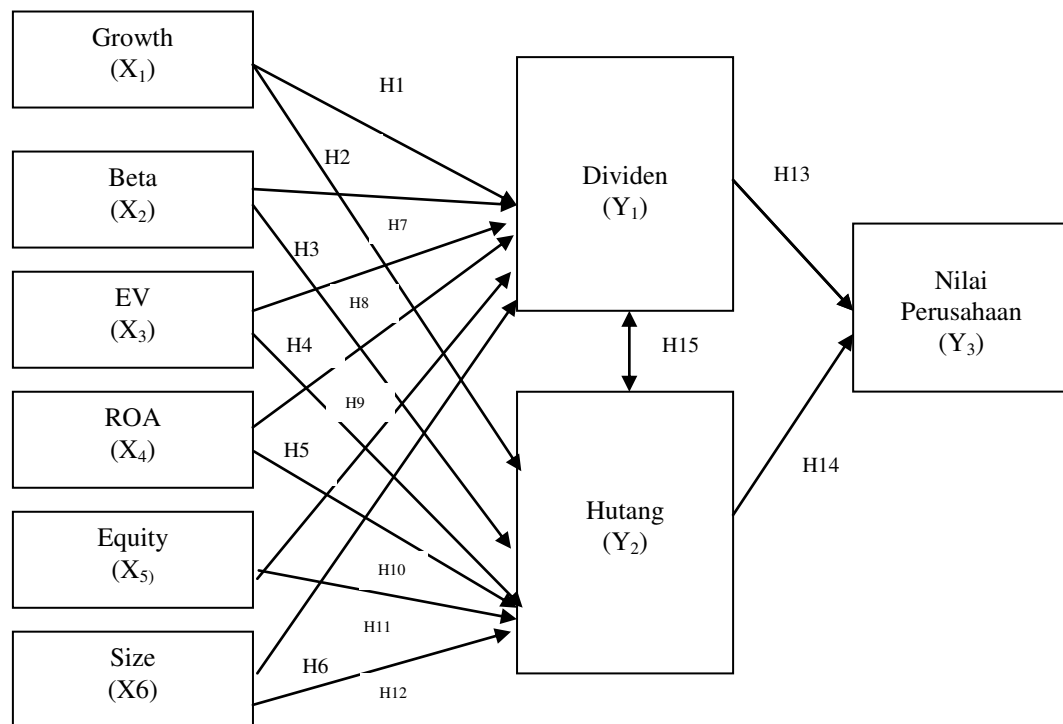 Growth
(X₁)
Beta
(X₂)
EV
(X₃)
ROA
(X₄)
Equity
(X₅₎
Size
(X6)
H1
H2
H7
H3
H8
H4
H9
H5
H10
H11
H6
H12
Dividen
(Y₁)
H15
Hutang
(Y₂)
H13
H14
Nilai
Perusahaan
(Y₃)